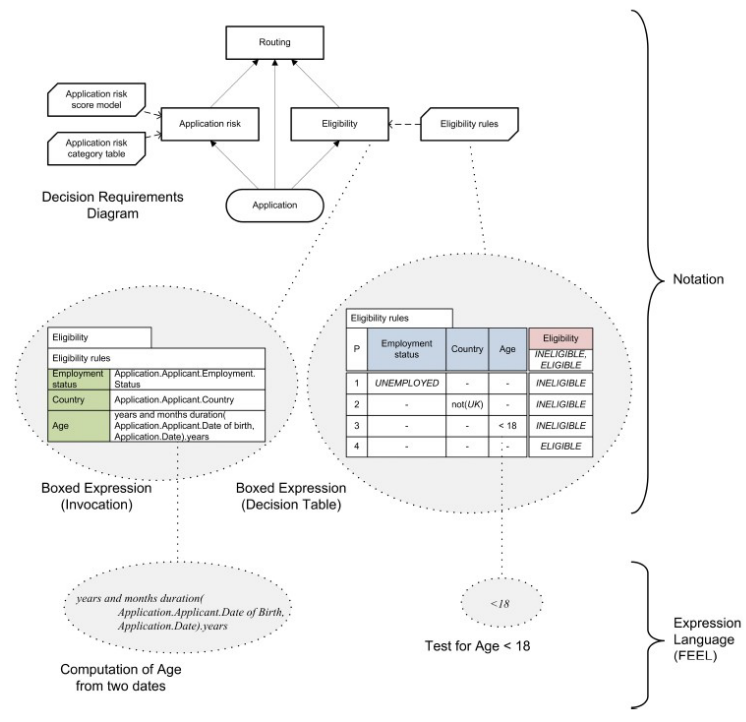 Routing
Application risk
score model
Application risk
category table
Application risk
Eligibility
Eligibility rules
Application
Decision Requirements
Diagram
Notation
Eligibility
Eligibility rules
Employment
status
Application.Applicant.Employment.
Status
Country
Application.Applicant.Country
Age
years and months duration(
Application.Applicant.Date of birth,
Application.Date).years
Boxed Expression
(Invocation)
Eligibility rules
P
Employment
status
Country
Age
Eligibility
INELIGIBLE,
ELIGIBLE
1 UNEMPLOYED - - INELIGIBLE
2 - not(UK) - INELIGIBLE
3 - - < 18 INELIGIBLE
4 - - - ELIGIBLE
Boxed Expression
(Decision Table)
years and months duration(
Application.Applicant.Date of Birth,
Application.Date).years
Computation of Age
from two dates
<18
Test for Age < 18
Expression
Language
(FEEL)